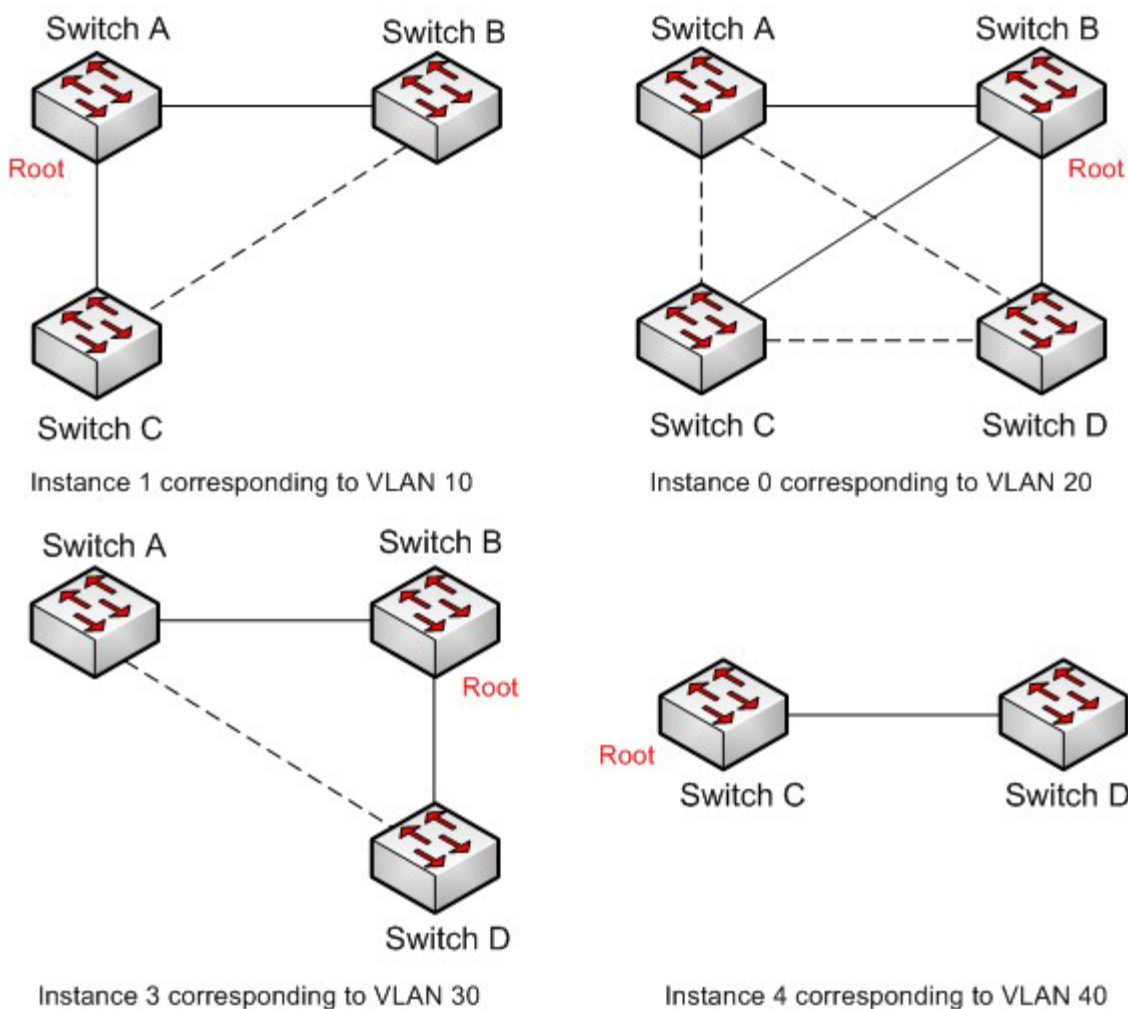 Switch A
Switch B
Root
Switch C
Instance 1 corresponding to VLAN 10
Switch A
Switch B
Root
Switch C
Switch D
Instance 0 corresponding to VLAN 20
Switch A
Switch B
Root
Switch D
Instance 3 corresponding to VLAN 30
Root
Switch C
Switch D
Instance 4 corresponding to VLAN 40